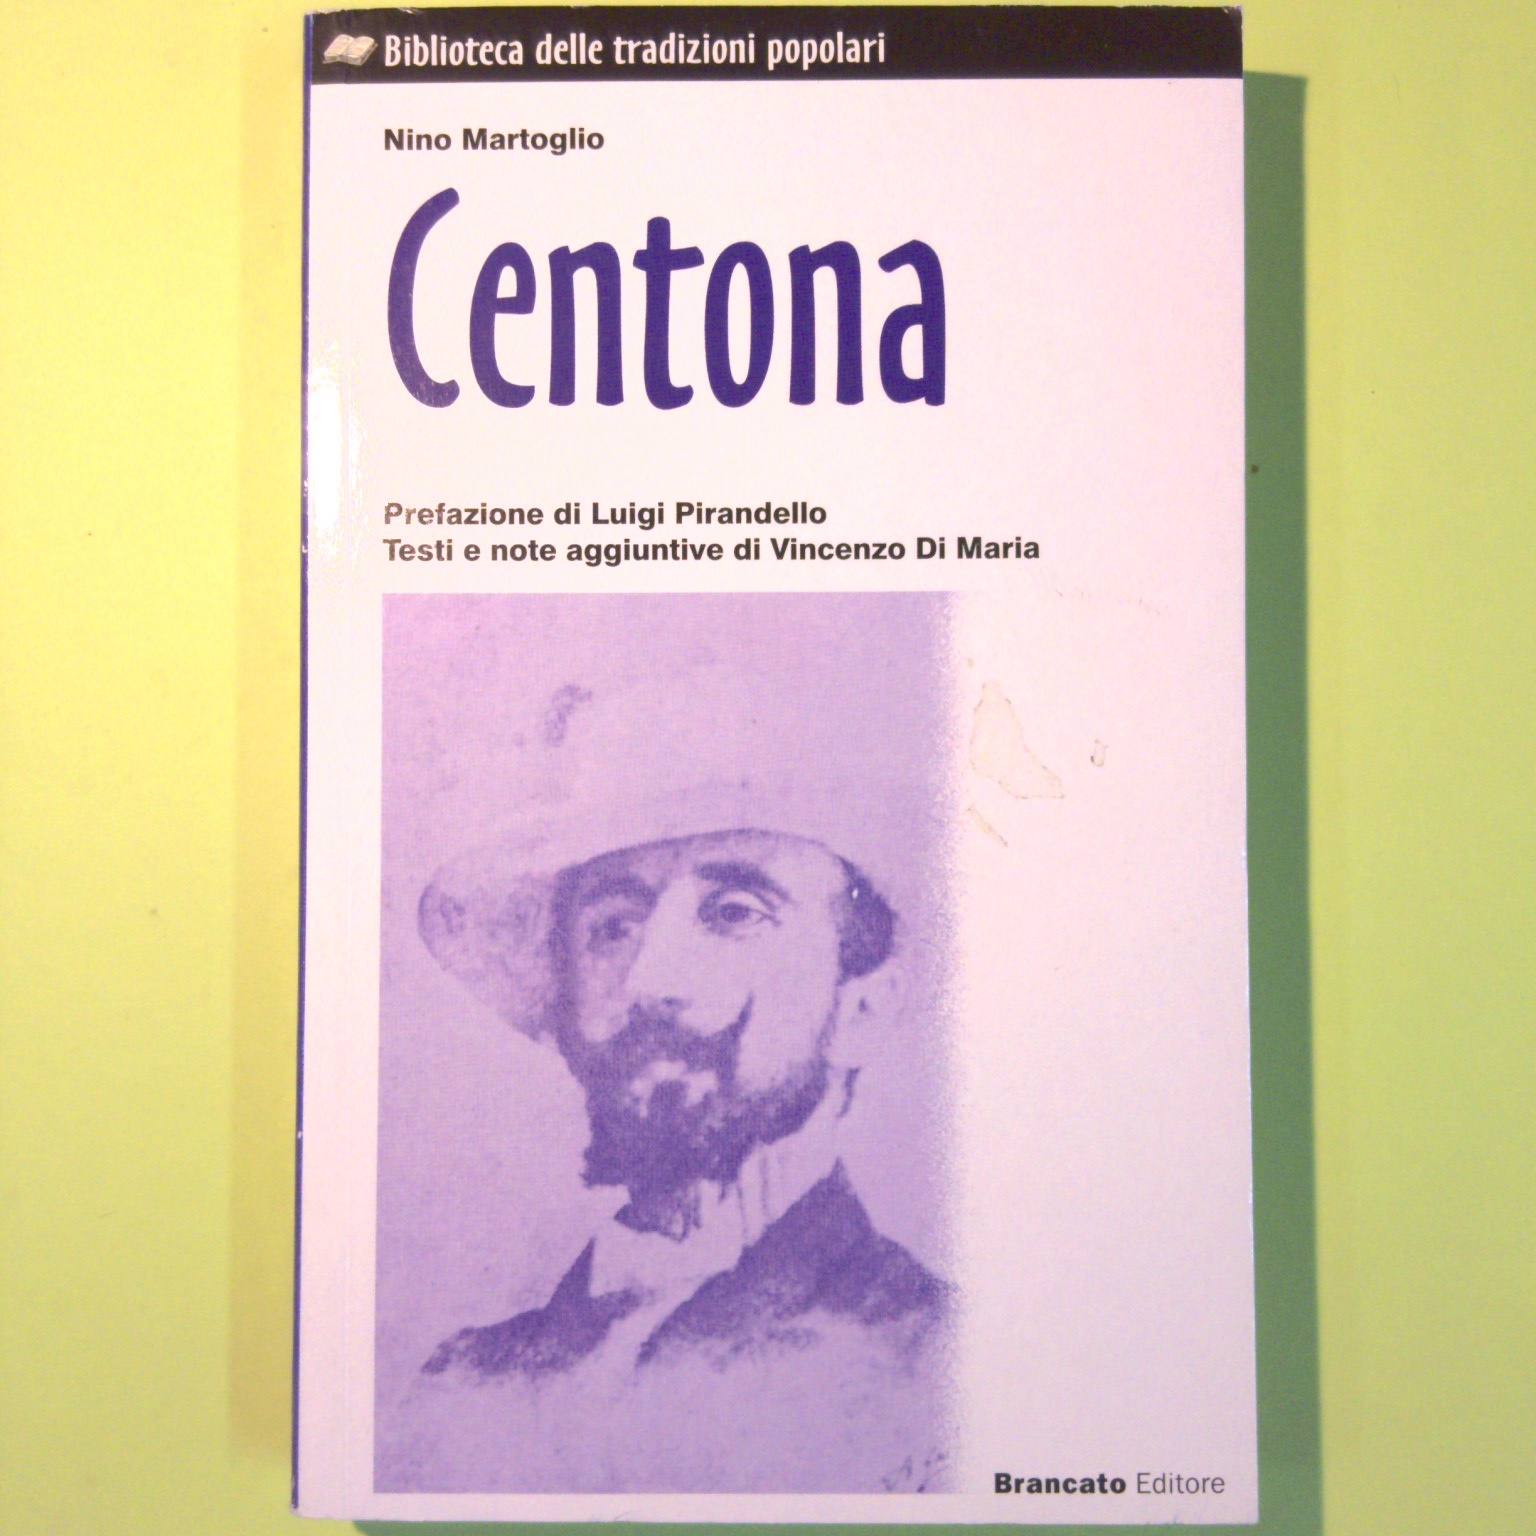 Biblioteca delle tradizioni popolari
Nino Martoglio
Centona
Prefazione di Luigi Pirandello
Testi e note aggiuntive di Vincenzo Di Maria
Brancato Editore